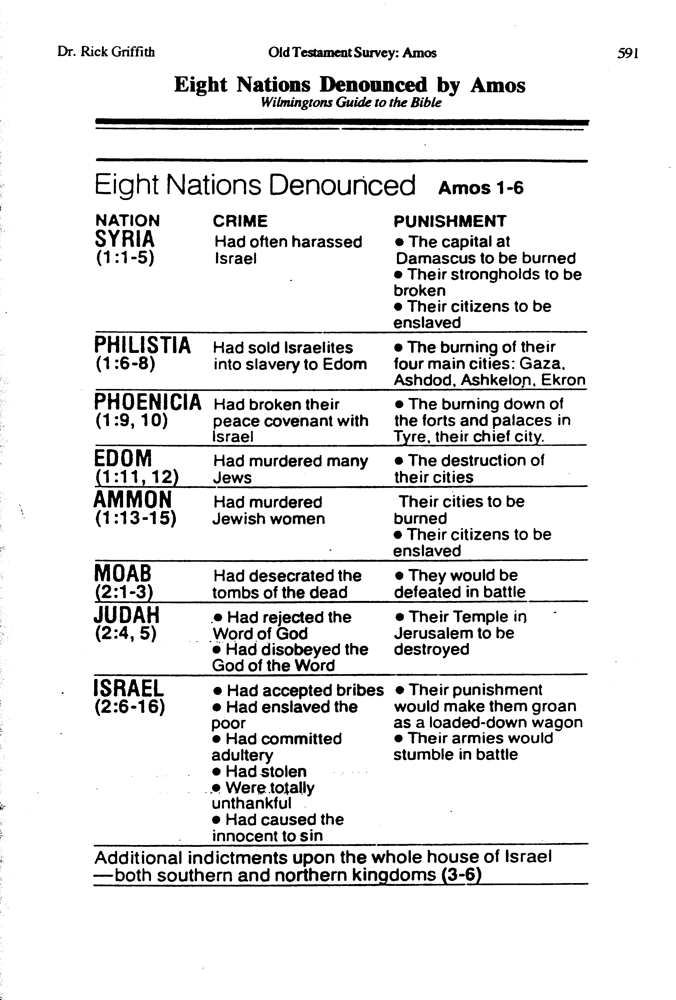 Dr. Rick Griffith Old Testament Survey: Amos 591
Eight Nations Denounced by Amos
Wilmingtons Guide to the Bible
Eight Nations Denounced Amos 1-6
NATION CRIME PUNISHMENT
SYRIA Had often harassed • The capital at
(1:1-5) Israel Damascus to be burned
• Their strongholds to be
broken
• Their citizens to be
enslaved
PHILISTIA Had sold Israelites • The burning of their
(1:6-8) into slavery to Edom four main cities: Gaza,
Ashdod, Ashkelon, Ekron
PHOENICIA Had broken their • The burning down of
(1:9, 10) peace covenant with the forts and palaces in
Israel Tyre, their chief city.
EDOM Had murdered many • The destruction of
(1:11, 12) Jews their cities
AMMON Had murdered Their cities to be
(1:13-15) Jewish women burned
• Their citizens to be
enslaved
MOAB Had desecrated the • They would be
(2:1-3) tombs of the dead defeated in battle
JUDAH • Had rejected the • Their Temple in
(2:4, 5) Word of God Jerusalem to be
• Had disobeyed the destroyed
God of the Word
ISRAEL • Had accepted bribes • Their punishment
(2:6-16) • Had enslaved the would make them groan
poor as a loaded-down wagon
• Had committed • Their armies would
adultery stumble in battle
• Had stolen
• Were totally
unthankful
• Had caused the
innocent to sin
Additional indictments upon the whole house of Israel
—both southern and northern kingdoms (3-6)